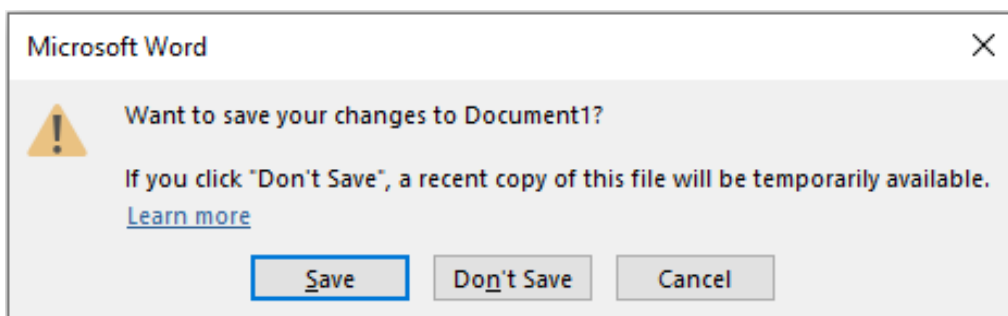 Microsoft Word
Want to save your changes to Document1?
If you click "Don't Save", a recent copy of this file will be temporarily available.
Learn more
Save Don't Save Cancel